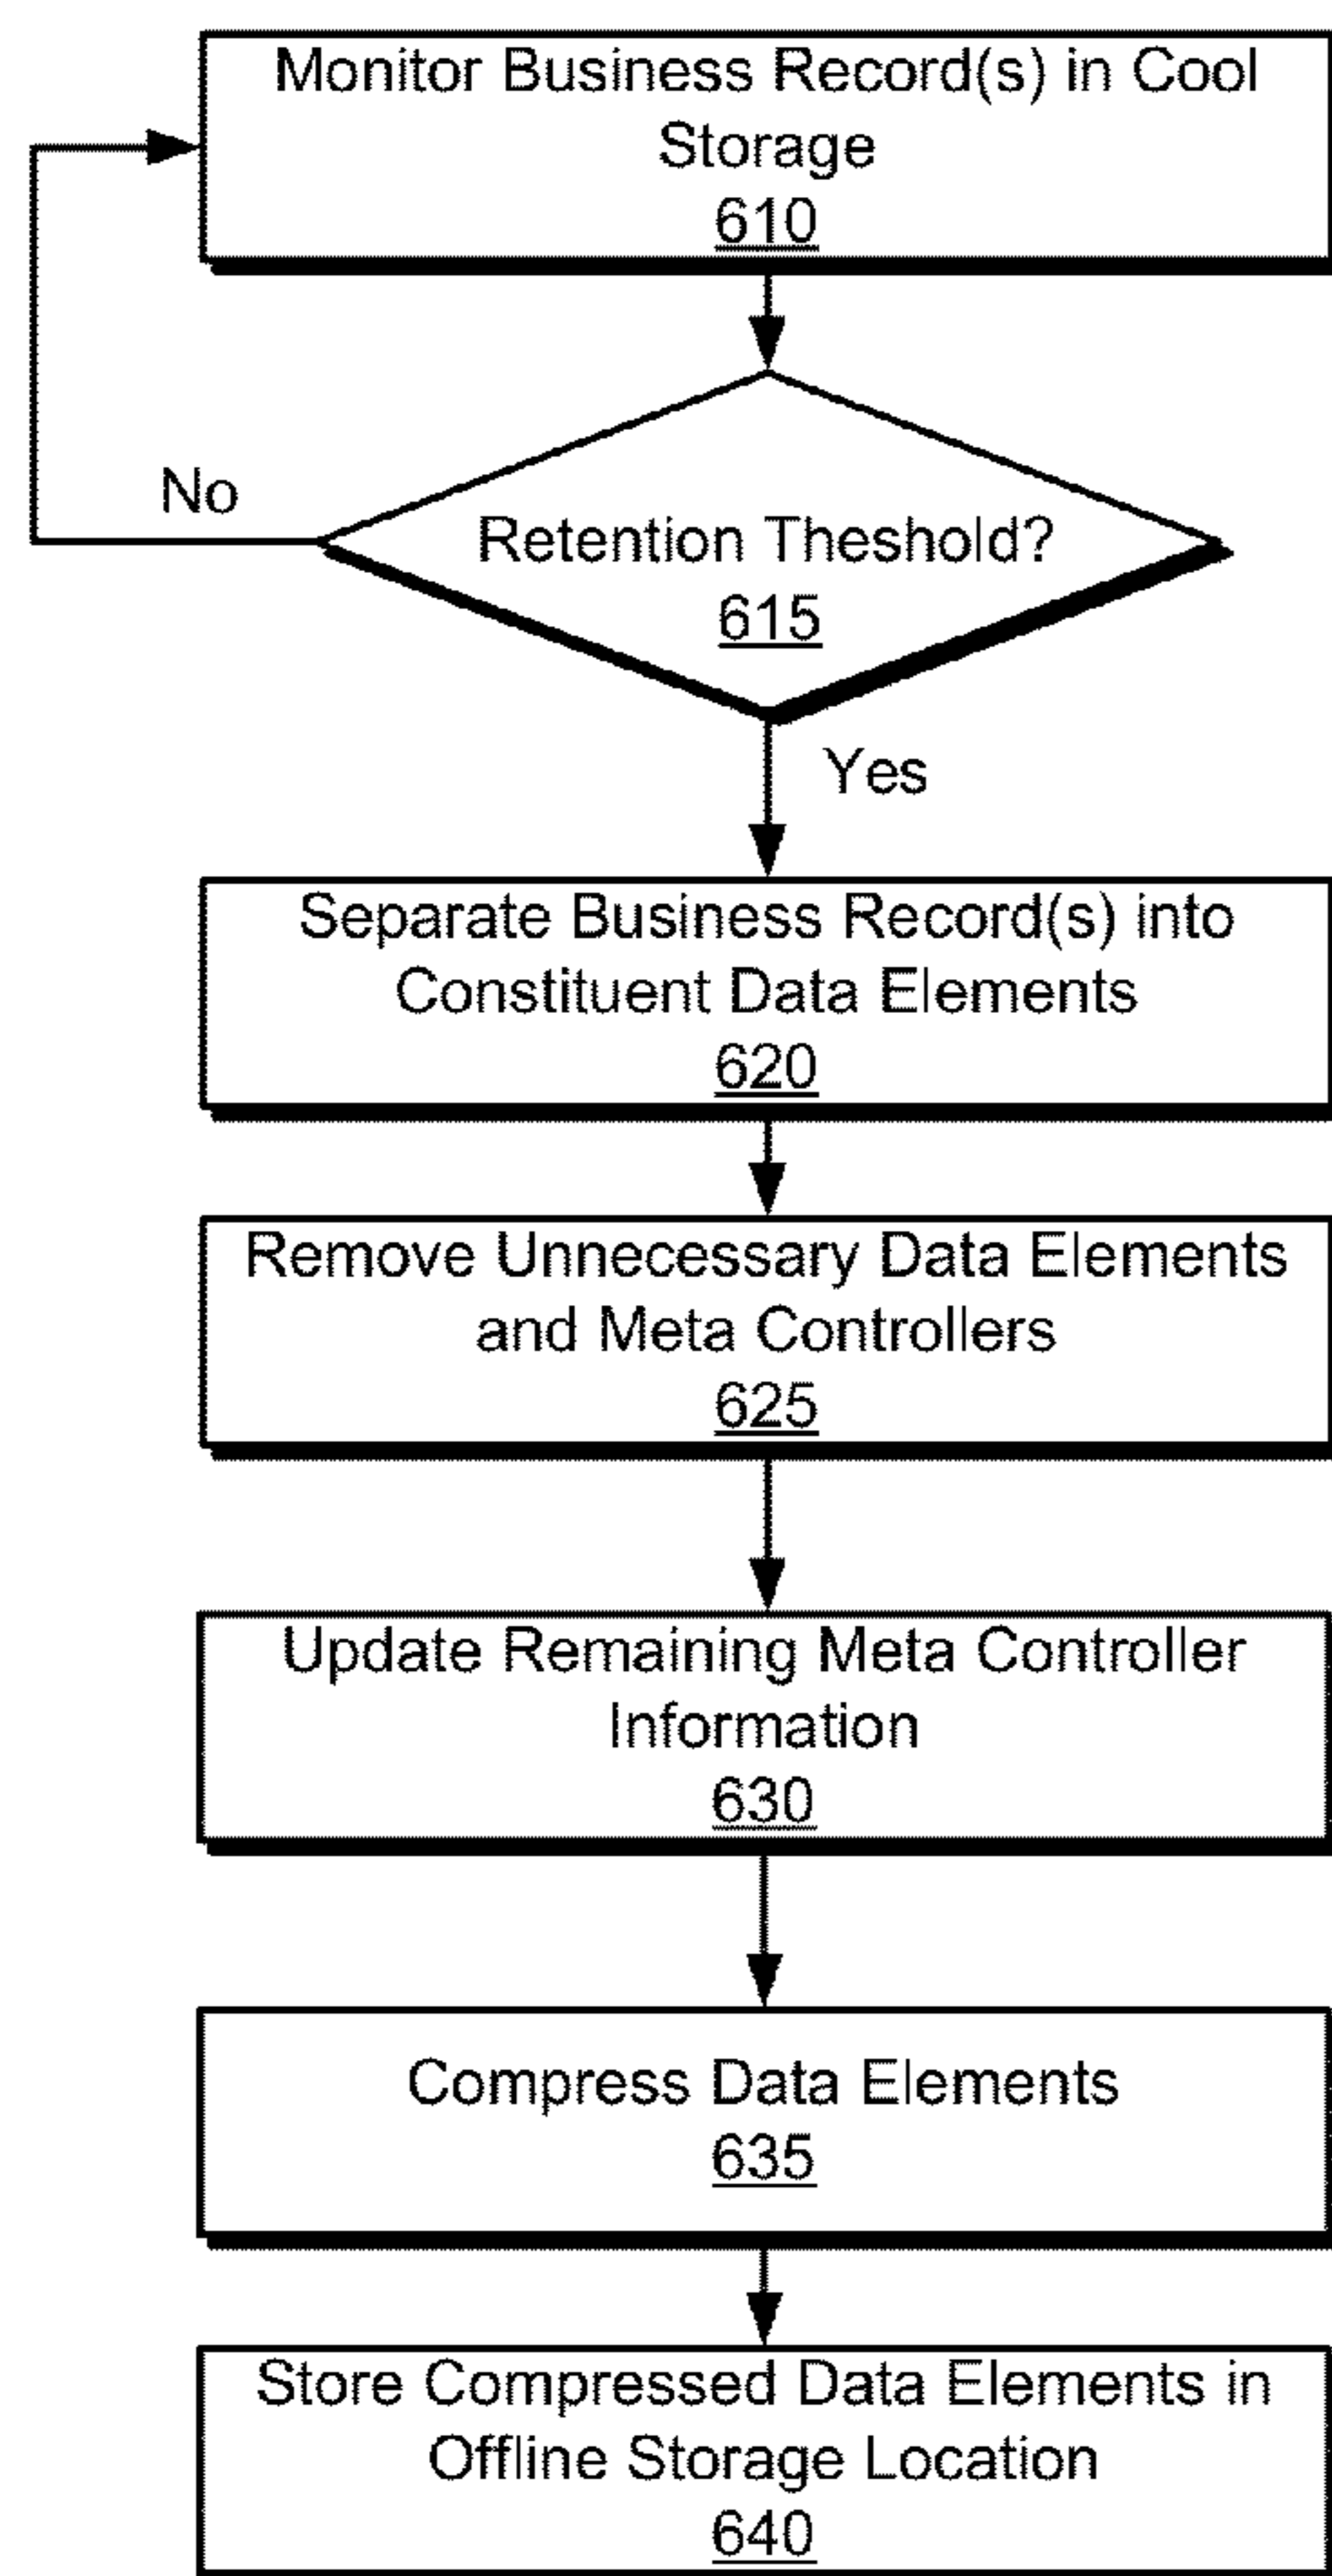 Monitor Business Record(s) in Cool
Storage
610
No
Retention Theshold?
615
Yes
Separate Business Record(s) into
Constituent Data Elements
620
Remove Unnecessary Data Elements
and Meta Controllers
625
Update Remaining Meta Controller
Information
630
Compress Data Elements
635
Store Compressed Data Elements in
Offline Storage Location
640